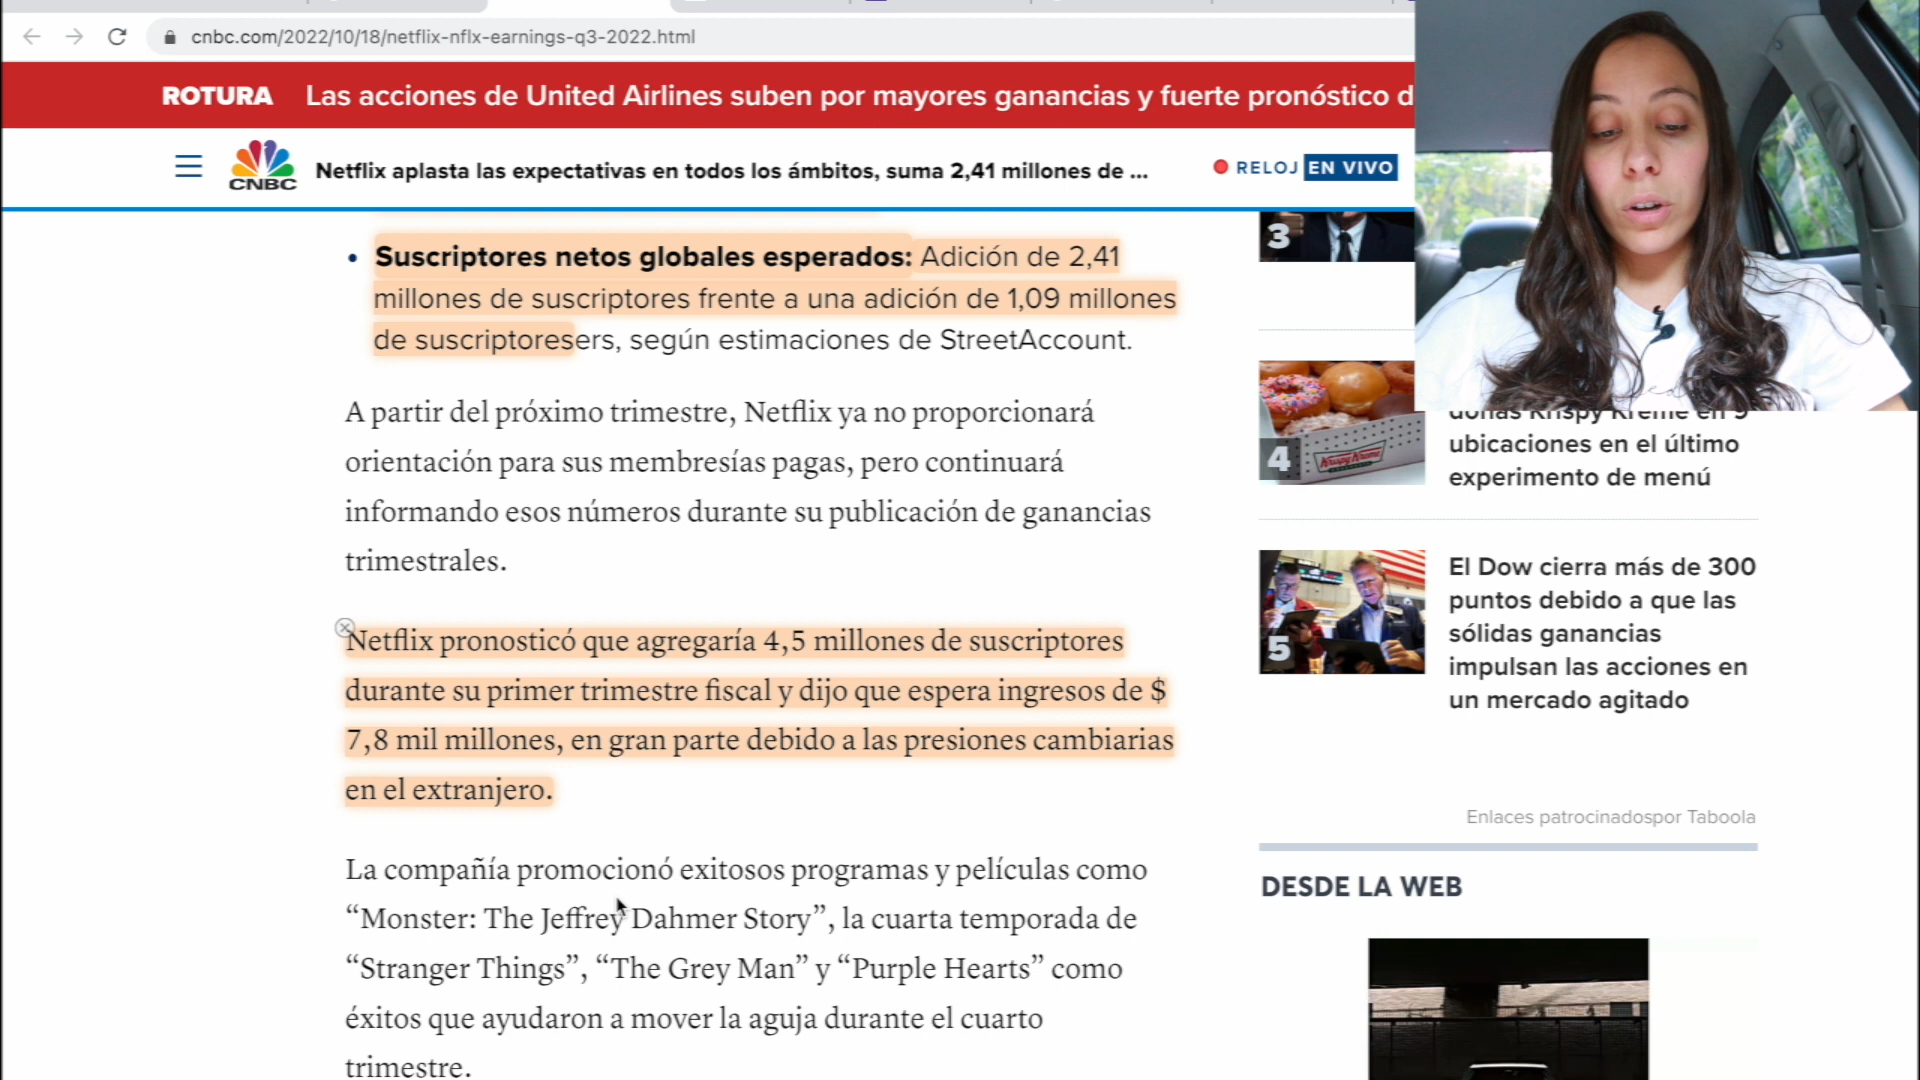 cnbc.com/2022/10/18/netflix-nflx-earnings-q3-2022.html
ROTURA Las acciones de United Airlines suben por mayores ganancias y fuerte pronóstico d
CNBC
Netflix aplasta las expectativas en todos los ámbitos, suma 2,41 millones de ...
RELOJ EN VIVO
• Suscriptores netos globales esperados: Adición de 2,41
millones de suscriptores frente a una adición de 1,09 millones
de suscriptoresers, según estimaciones de StreetAccount.
A partir del próximo trimestre, Netflix ya no proporcionará
orientación para sus membresías pagas, pero continuará
informando esos números durante su publicación de ganancias
trimestrales.
Netflix pronosticó que agregaría 4,5 millones de suscriptores
durante su primer trimestre fiscal y dijo que espera ingresos de $
7,8 mil millones, en gran parte debido a las presiones cambiarias
en el extranjero.
La compañía promocionó exitosos programas y películas como
“Monster: The Jeffrey Dahmer Story”, la cuarta temporada de
“Stranger Things”, “The Grey Man” y “Purple Hearts” como
éxitos que ayudaron a mover la aguja durante el cuarto
trimestre.
3
4
Krispy Kreme
donas Krispy Kreme en 9
ubicaciones en el último
experimento de menú
5
El Dow cierra más de 300
puntos debido a que las
sólidas ganancias
impulsan las acciones en
un mercado agitado
Enlaces patrocinadospor Taboola
DESDE LA WEB